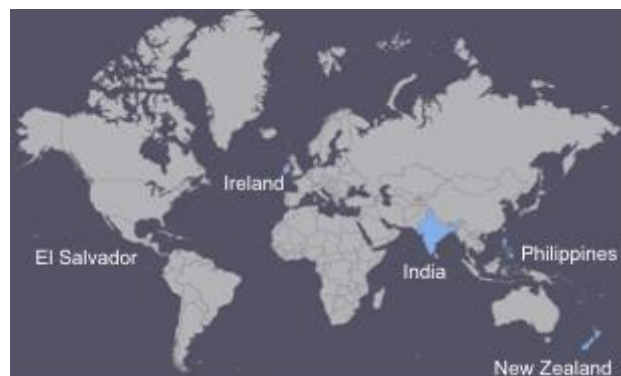 Ireland
El Salvador
Philippines
India
New Zealand